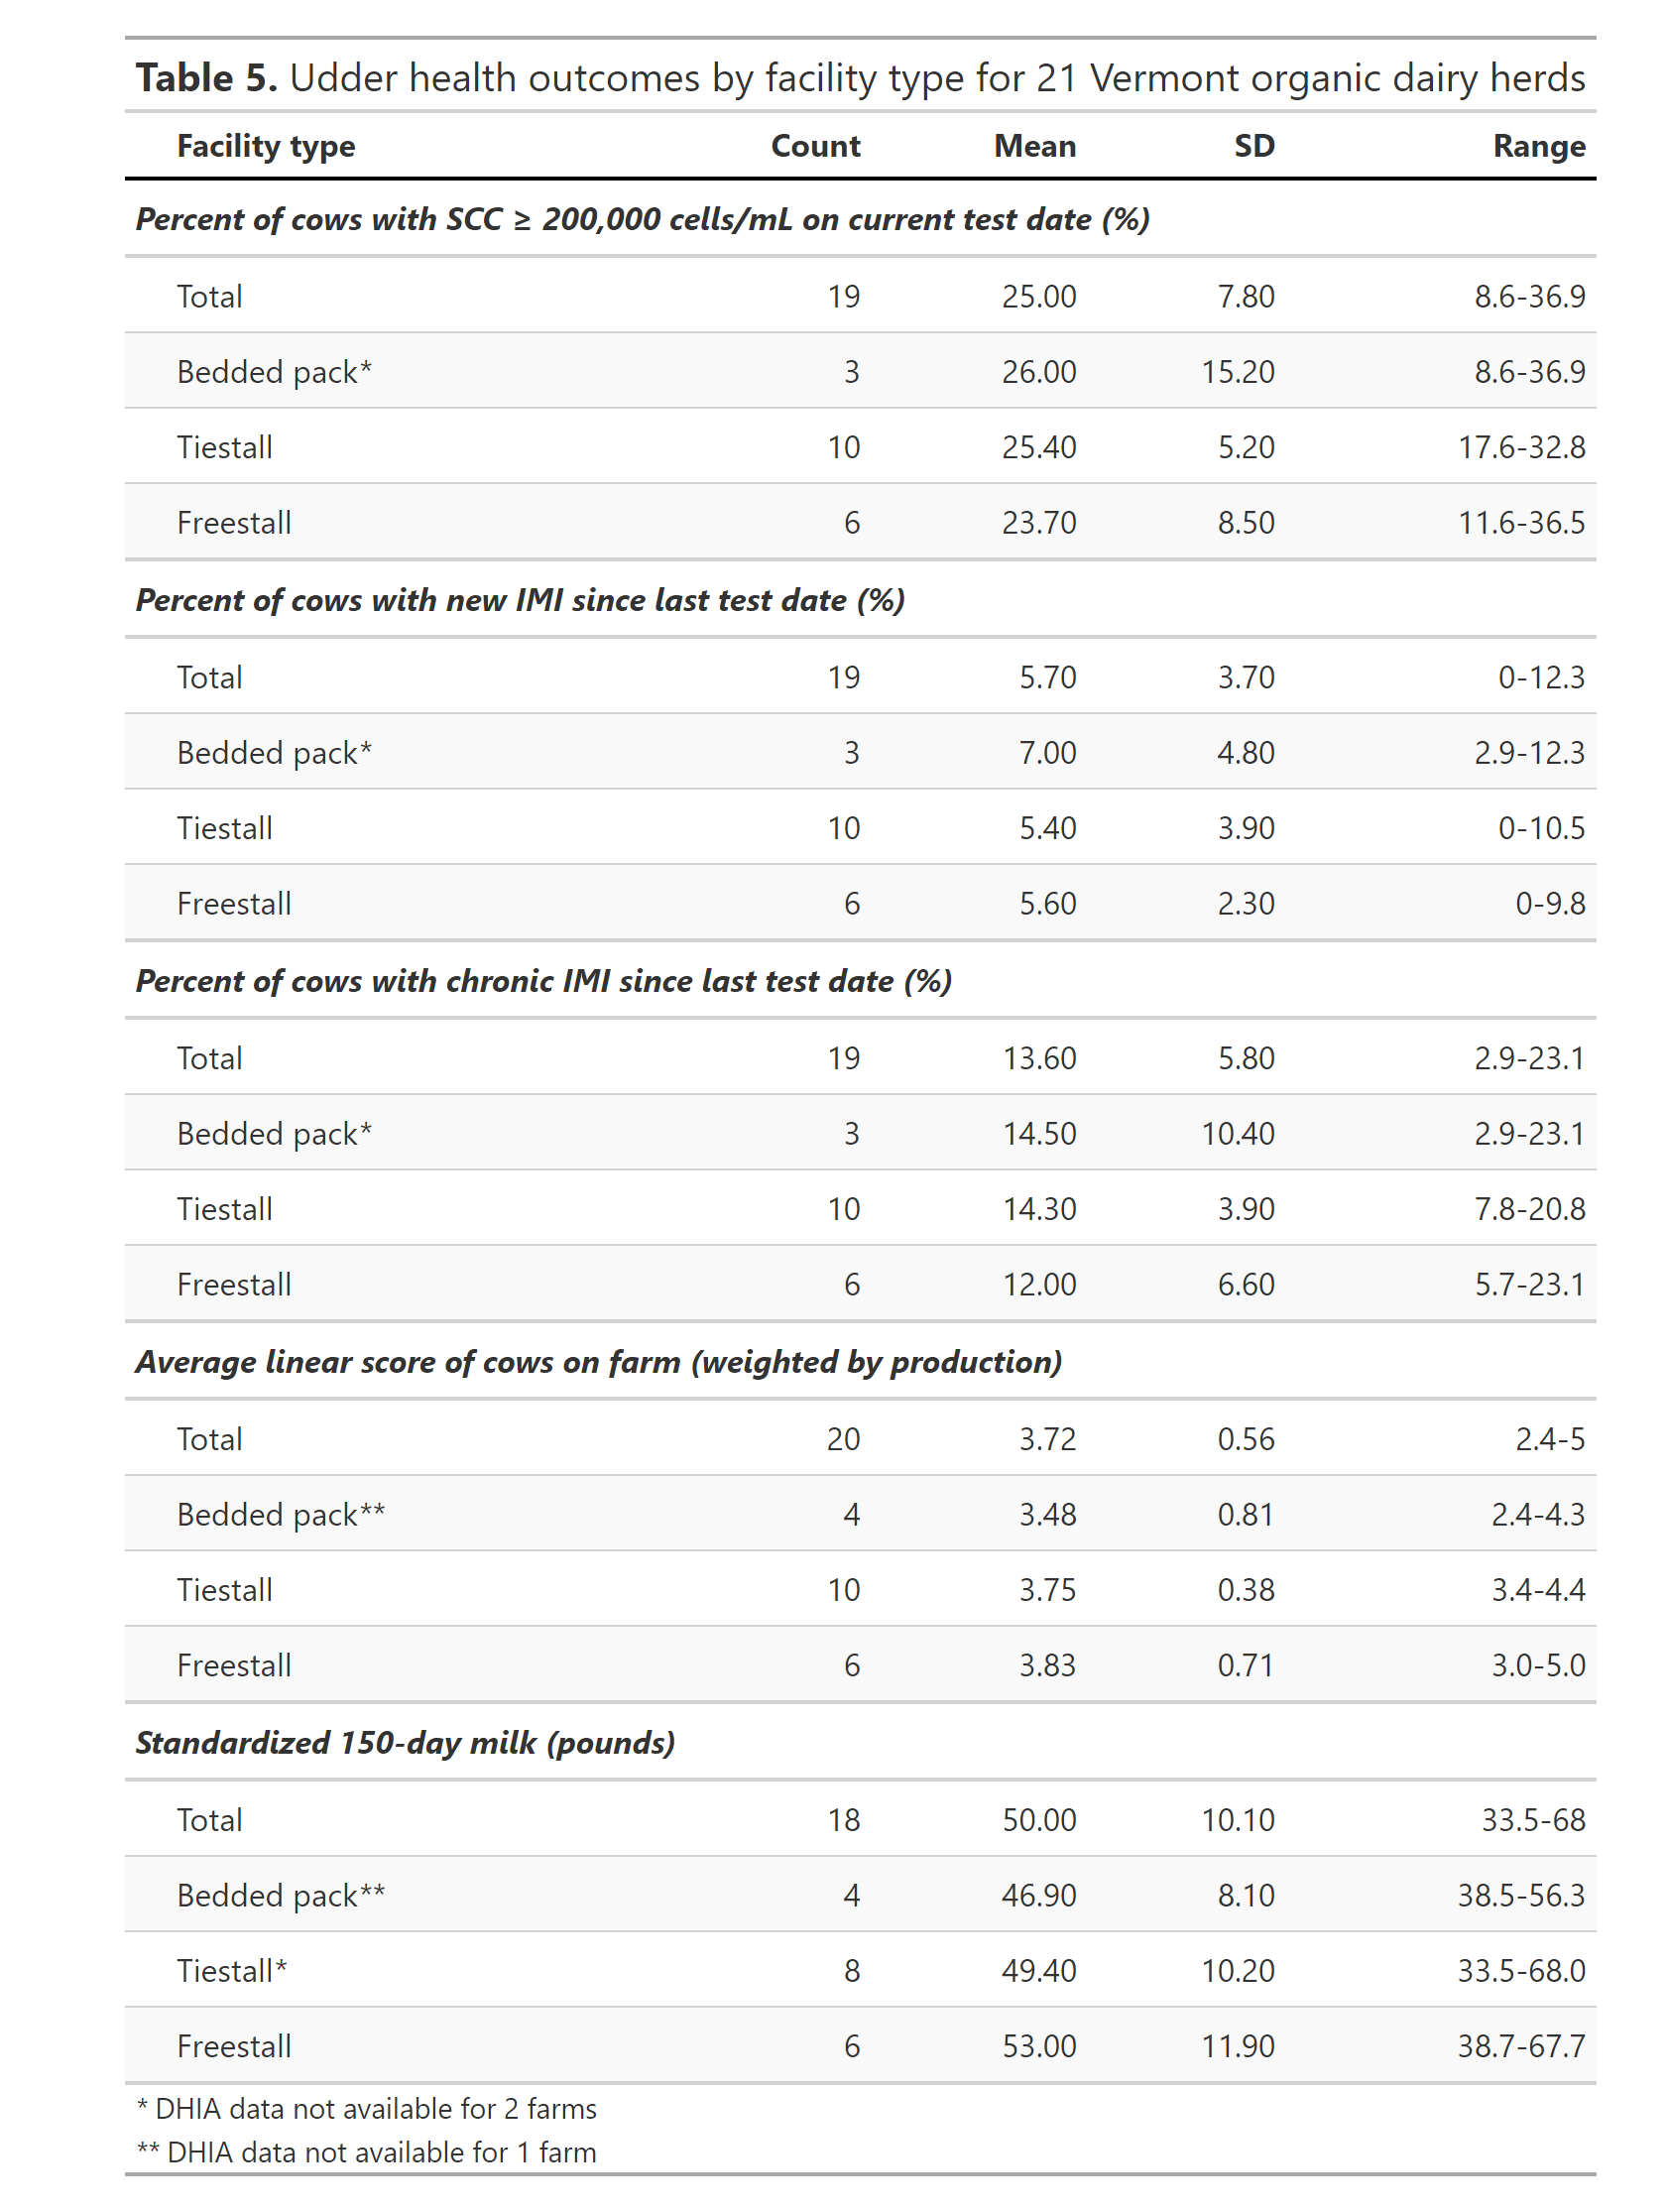 Table 5. Udder health outcomes by facility type for 21 Vermont organic dairy herds
Facility type Count Mean SD Range
Percent of cows with SCC ≥ 200,000 cells/mL on current test date (%)
Total 19 25.00 7.80 8.6-36.9
Bedded pack* 3 26.00 15.20 8.6-36.9
Tiestall 10 25.40 5.20 17.6-32.8
Freestall 6 23.70 8.50 11.6-36.5
Percent of cows with new IMI since last test date (%)
Total 19 5.70 3.70 0-12.3
Bedded pack* 3 7.00 4.80 2.9-12.3
Tiestall 10 5.40 3.90 0-10.5
Freestall 6 5.60 2.30 0-9.8
Percent of cows with chronic IMI since last test date (%)
Total 19 13.60 5.80 2.9-23.1
Bedded pack* 3 14.50 10.40 2.9-23.1
Tiestall 10 14.30 3.90 7.8-20.8
Freestall 6 12.00 6.60 5.7-23.1
Average linear score of cows on farm (weighted by production)
Total 20 3.72 0.56 2.4-5
Bedded pack** 4 3.48 0.81 2.4-4.3
Tiestall 10 3.75 0.38 3.4-4.4
Freestall 6 3.83 0.71 3.0-5.0
Standardized 150-day milk (pounds)
Total 18 50.00 10.10 33.5-68
Bedded pack** 4 46.90 8.10 38.5-56.3
Tiestall* 8 49.40 10.20 33.5-68.0
Freestall 6 53.00 11.90 38.7-67.7
* DHIA data not available for 2 farms
** DHIA data not available for 1 farm